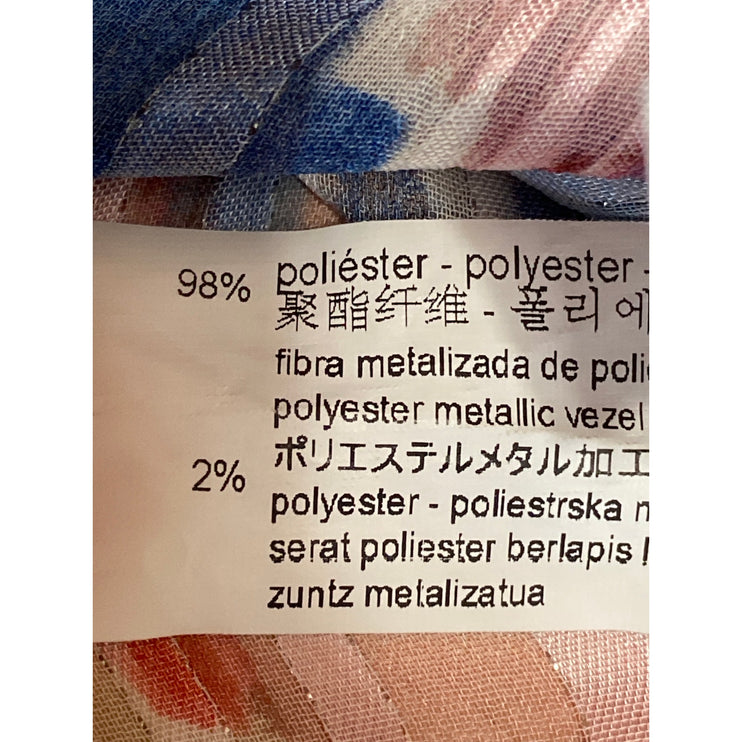 98% poliéster - polyester -
聚酯纤维 - 폴리에
fibra metalizada de poli
polyester metallic vezel
2% ポリエステルメタル加工
polyester - poliestrska
serat poliester berlapis
zuntz metalizatua